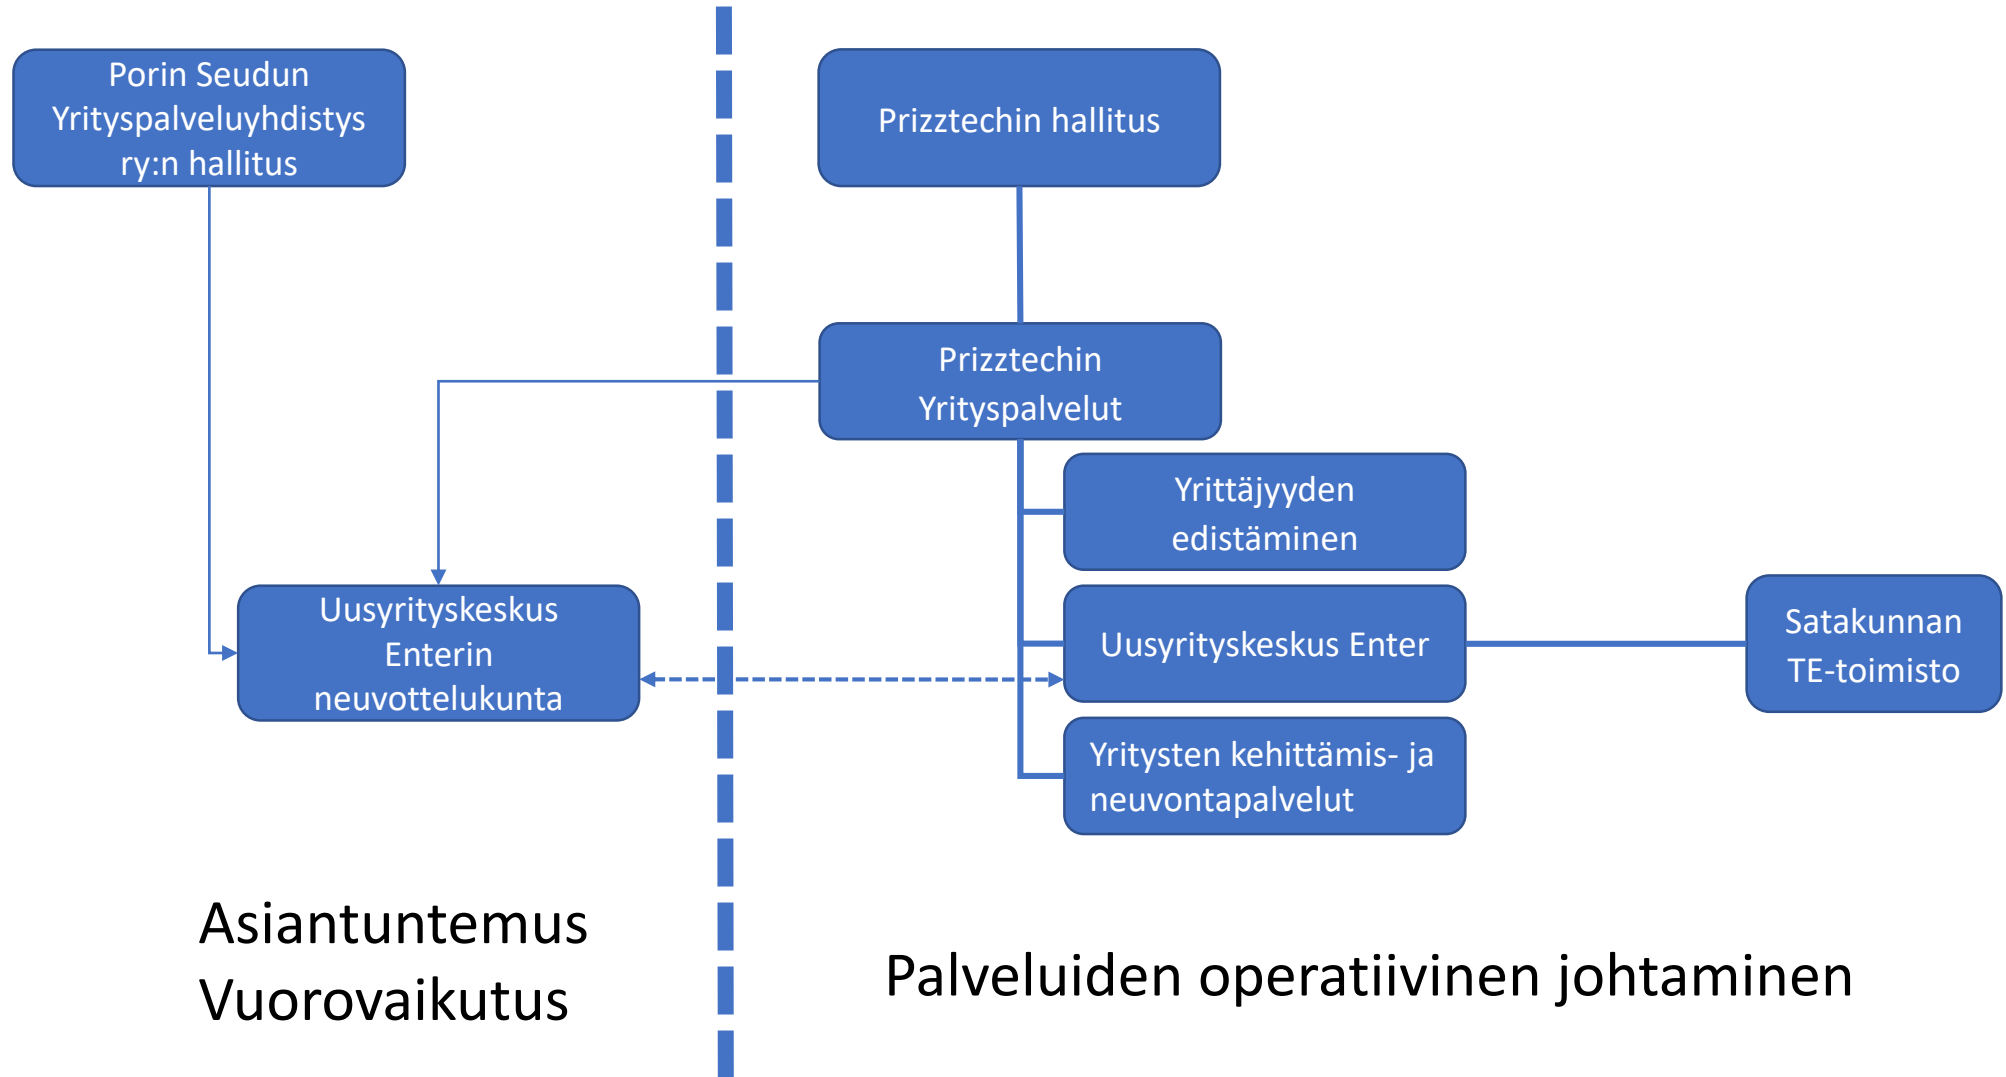 Porin Seudun
Yrityspalveluyhdistys
ry:n hallitus
Prizztechin hallitus
Prizztechin
Yrityspalvelut
Yrittäjyyden
edistäminen
Uusyrityskeskus
Enterin
neuvottelukunta
Uusyrityskeskus Enter
Satakunnan
TE-toimisto
Yritysten kehittämis- ja
neuvontapalvelut
Asiantuntemus
Vuorovaikutus
Palveluiden operatiivinen johtaminen